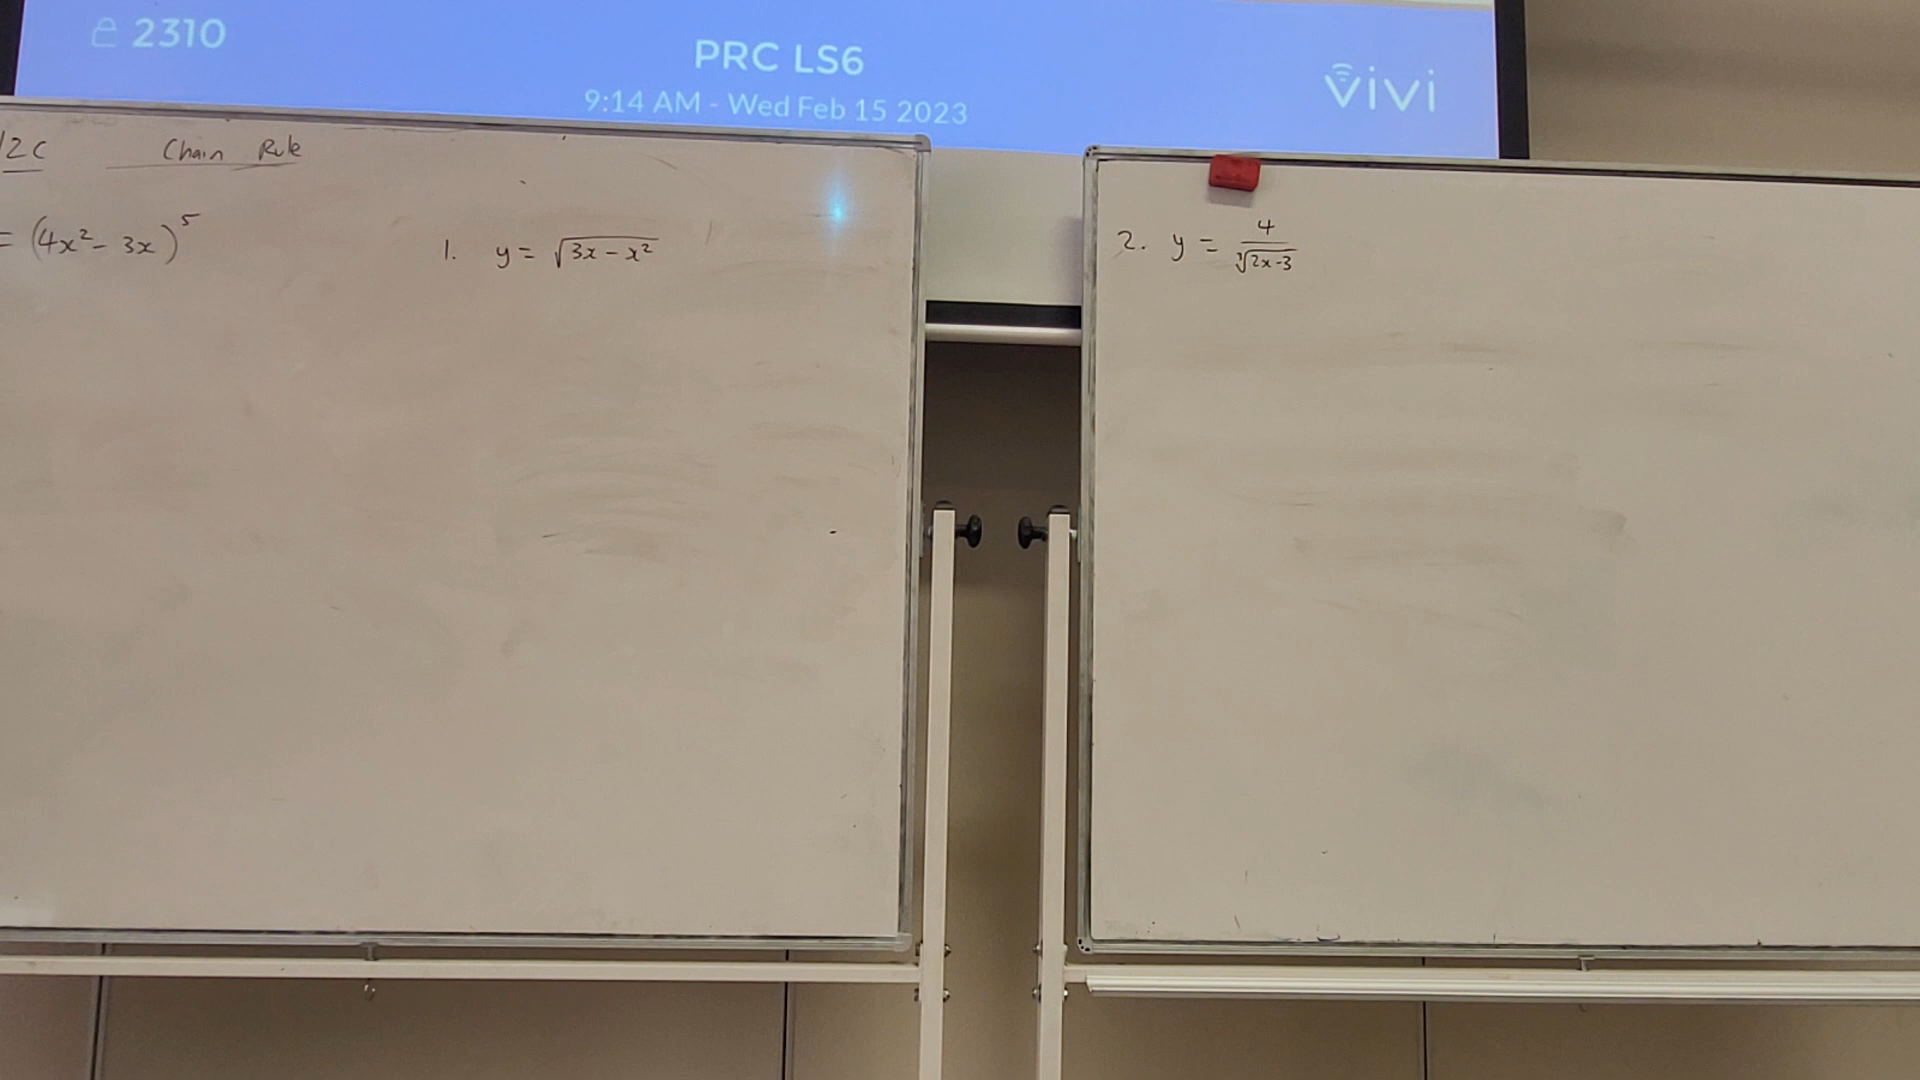 2310
PRC LS6
9:14 AM - Wed Feb 15 2023
vivi
12C Chain Rule
= (4x² - 3x)⁵
1. y = √(3x - x²)
2. y = 4/∛(2x-3)